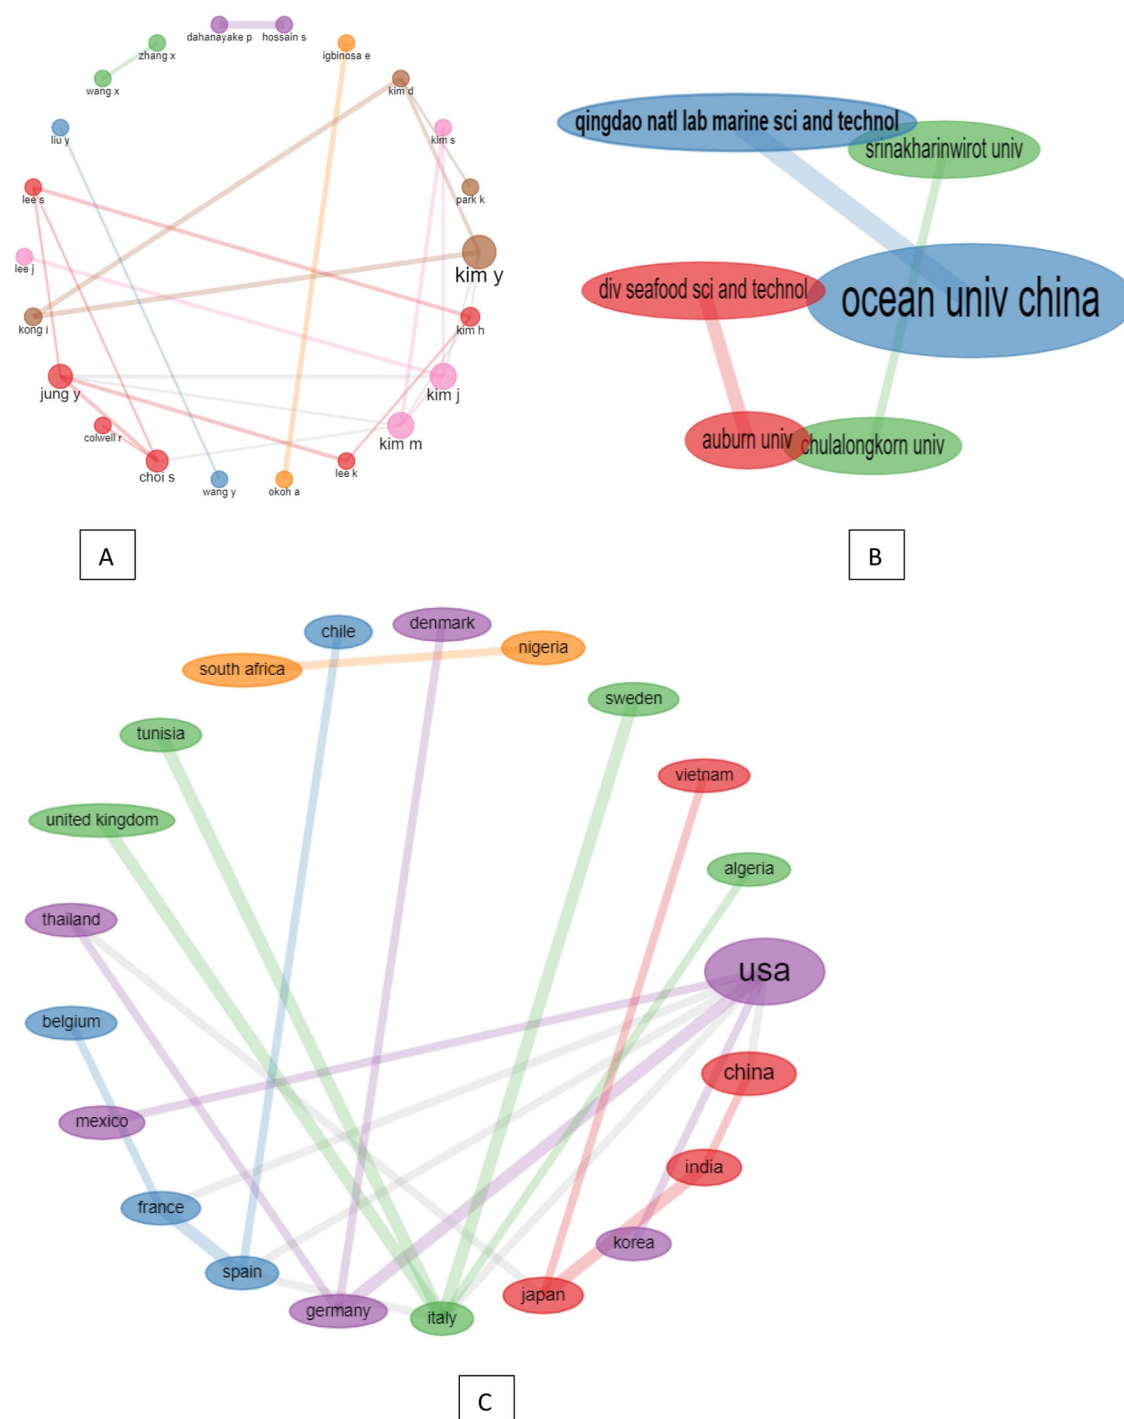 dahanayake p
hossain s
zhang x
igbinosa e
wang x
kim d
liu y
kim s
lee s
park k
lee j
kim y
kong i
kim h
jung y
kim j
colwell r
kim m
choi s
lee k
wang y
okoh a
A
qingdao natl lab marine sci and technol
srinakharinwirot univ
div seafood sci and technol
ocean univ china
auburn univ
chulalongkorn univ
B
chile
denmark
nigeria
south africa
sweden
tunisia
vietnam
united kingdom
algeria
thailand
usa
belgium
china
mexico
india
france
korea
spain
japan
germany
italy
C